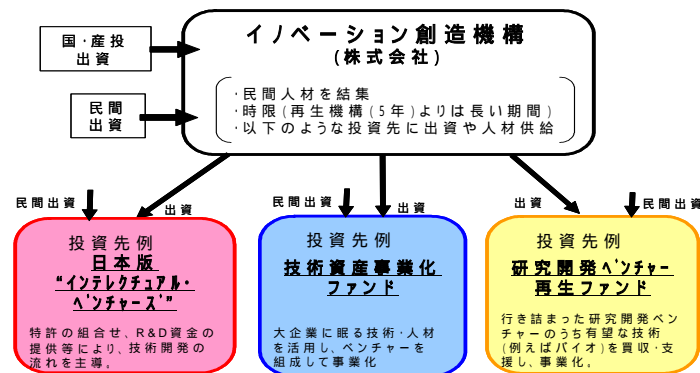 国・産投
出資
民間
出資
イノベーション創造機構
(株式会社)
・民間人材を結集
・時限(再生機構(5年)よりは長い期間)
・以下のような投資先に出資や人材供給
民間出資
出資
民間出資
出資
出資
民間出資
投資先例
日本版
“インテレクチュアル・
ベンチャーズ”
特許の組合せ、R&D資金の
提供等により、技術開発の
流れを主導。
投資先例
技術資産事業化
ファンド
大企業に眠る技術・人材
を活用し、ベンチャーを
組成して事業化
投資先例
研究開発ベンチャー
再生ファンド
行き詰まった研究開発ベン
チャーのうち有望な技術
(例えばバイオ)を買収・支
援し、事業化。